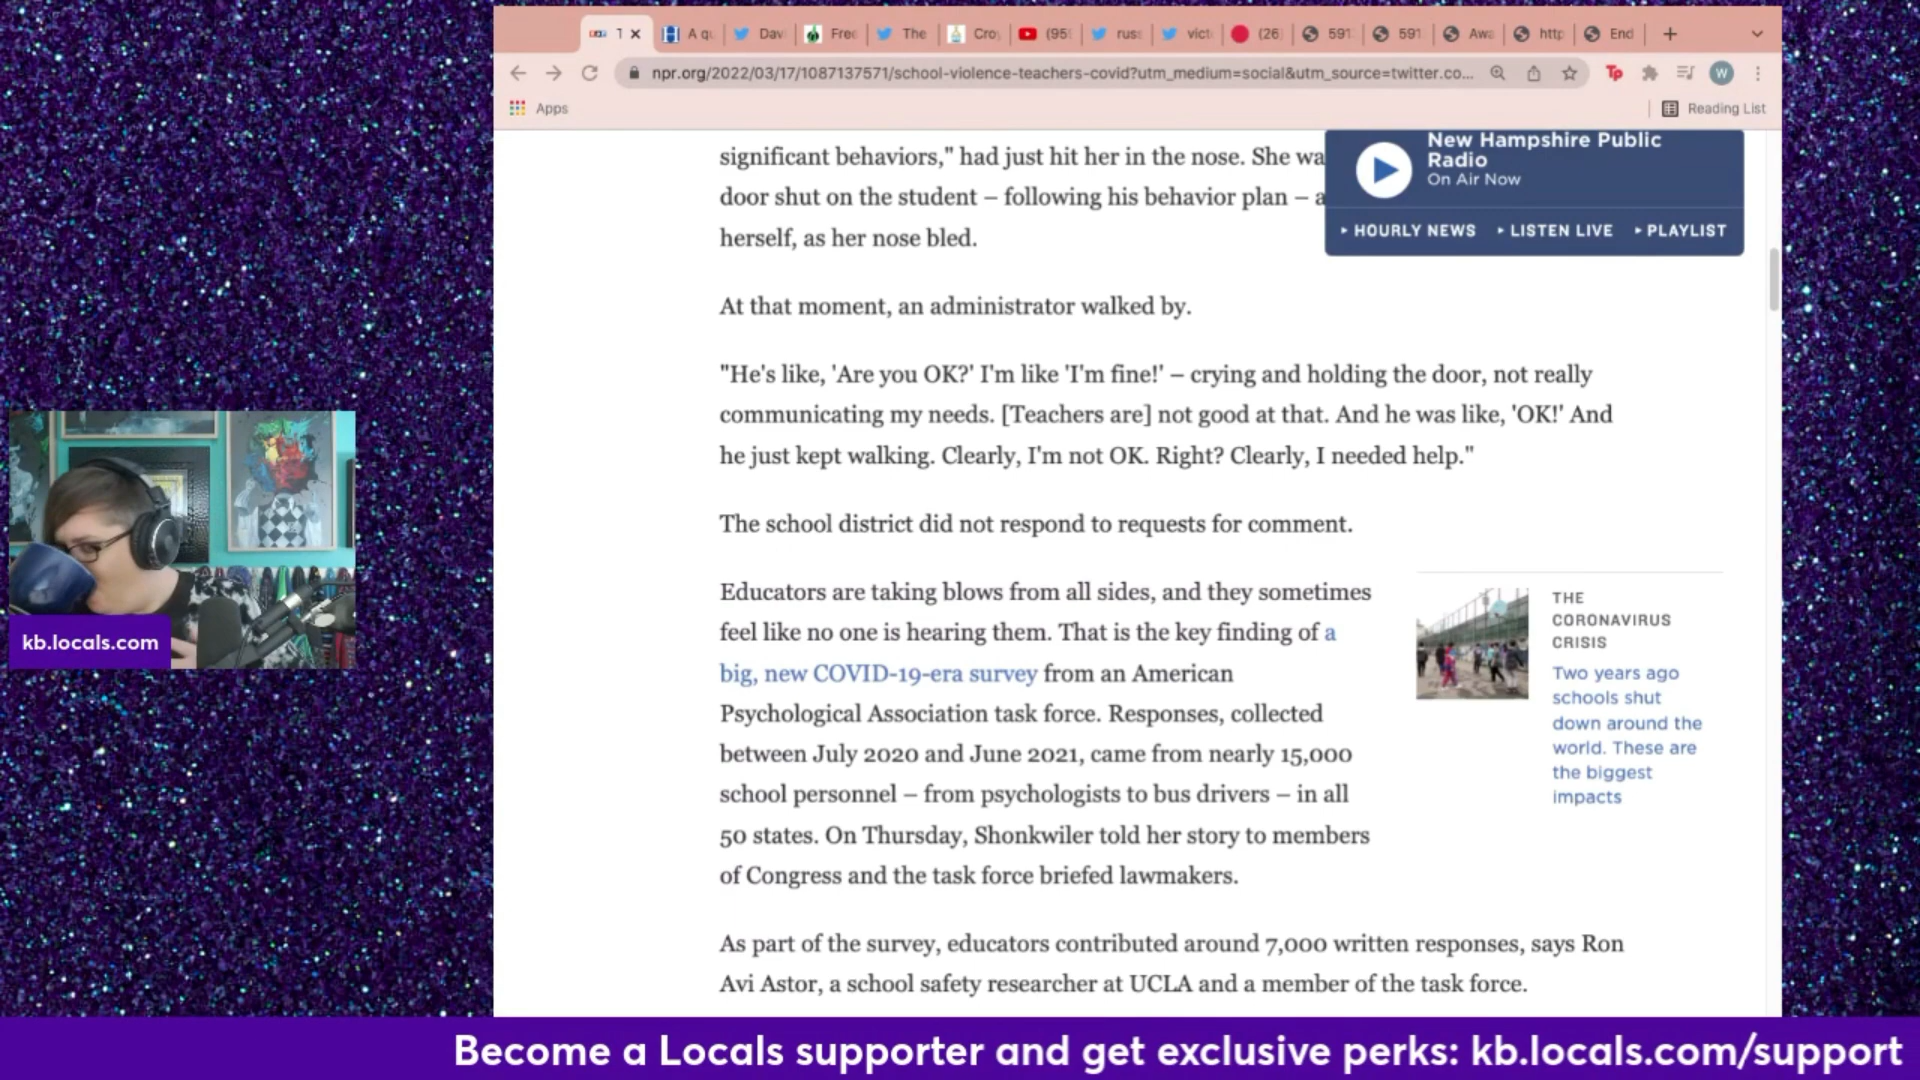 T
A qu
Dav
Free
The
Cro
(95
russ
victo
(26
591
591
Awa
http
End
npr.org/2022/03/17/1087137571/school-violence-teachers-covid?utm_medium=social&utm_source=twitter.co...
Tp
W
Apps
Reading List
New Hampshire Public
Radio
On Air Now
HOURLY NEWS
LISTEN LIVE
PLAYLIST
significant behaviors," had just hit her in the nose. She wa
door shut on the student – following his behavior plan – a
herself, as her nose bled.
At that moment, an administrator walked by.
"He's like, 'Are you OK?' I'm like 'I'm fine!' – crying and holding the door, not really
communicating my needs. [Teachers are] not good at that. And he was like, 'OK!' And
he just kept walking. Clearly, I'm not OK. Right? Clearly, I needed help."
The school district did not respond to requests for comment.
Educators are taking blows from all sides, and they sometimes
feel like no one is hearing them. That is the key finding of a
big, new COVID-19-era survey from an American
Psychological Association task force. Responses, collected
between July 2020 and June 2021, came from nearly 15,000
school personnel – from psychologists to bus drivers – in all
50 states. On Thursday, Shonkwiler told her story to members
of Congress and the task force briefed lawmakers.
THE
CORONAVIRUS
CRISIS
Two years ago
schools shut
down around the
world. These are
the biggest
impacts
As part of the survey, educators contributed around 7,000 written responses, says Ron
Avi Astor, a school safety researcher at UCLA and a member of the task force.
kb.locals.com
Become a Locals supporter and get exclusive perks: kb.locals.com/support